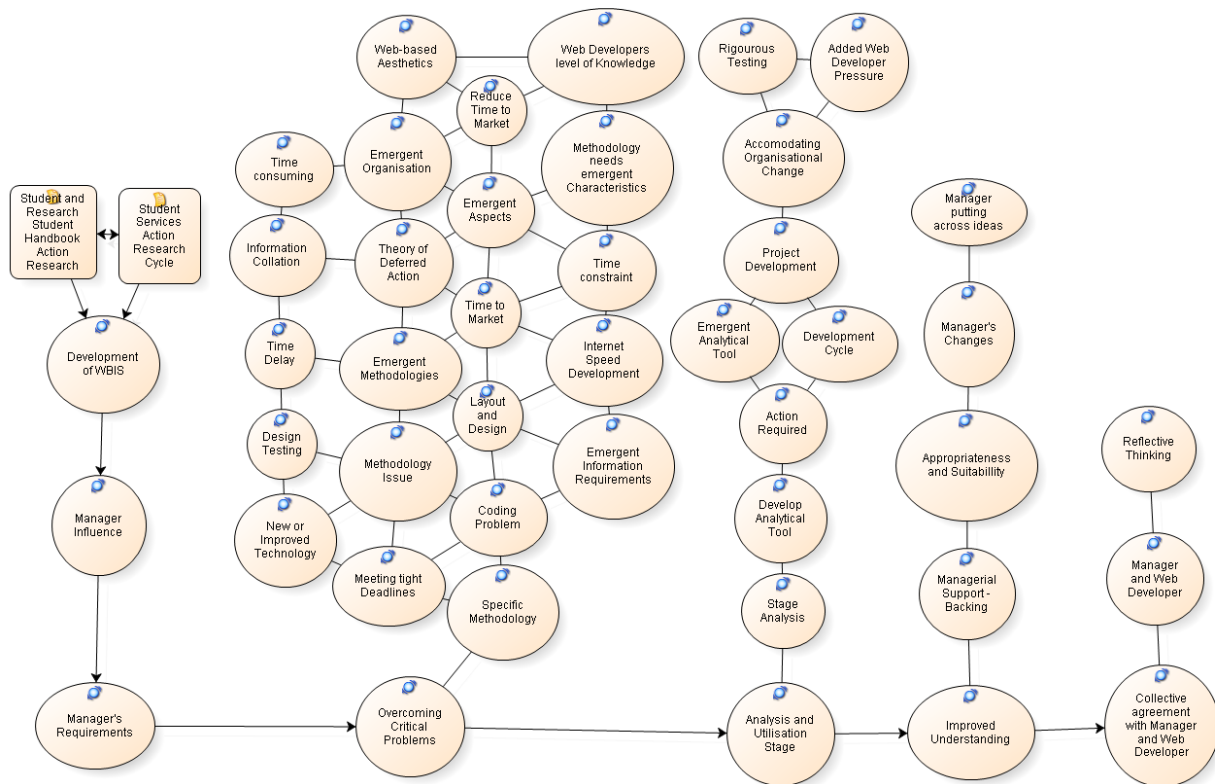 Web-based
Aesthetics
Web Developers
level of Knowledge
Rigourous
Testing
Added Web
Developer
Pressure
Reduce
Time to
Market
Time
consuming
Emergent
Organisation
Methodology
needs
emergent
Characteristics
Accomodating
Organisational
Change
Student and
Research
Student
Handbook
Action
Research
Student
Services
Action
Research
Cycle
Emergent
Aspects
Manager
putting
across ideas
Information
Collation
Theory of
Deferred
Action
Time
constraint
Project
Development
Time to
Market
Development
of WBIS
Time
Delay
Emergent
Methodologies
Internet
Speed
Development
Emergent
Analytical
Tool
Development
Cycle
Manager's
Changes
Layout and
Design
Action
Required
Design
Testing
Methodology
Issue
Emergent
Information
Requirements
Appropriateness
and Suitabillity
Reflective
Thinking
Manager
Influence
New or
Improved
Technology
Coding
Problem
Develop
Analytical
Tool
Meeting tight
Deadlines
Specific
Methodology
Stage
Analysis
Managerial
Support -
Backing
Manager
and Web
Developer
Manager's
Requirements
Overcoming
Critical
Problems
Analysis and
Utilisation
Stage
Improved
Understanding
Collective
agreement
with Manager
and Web
Developer